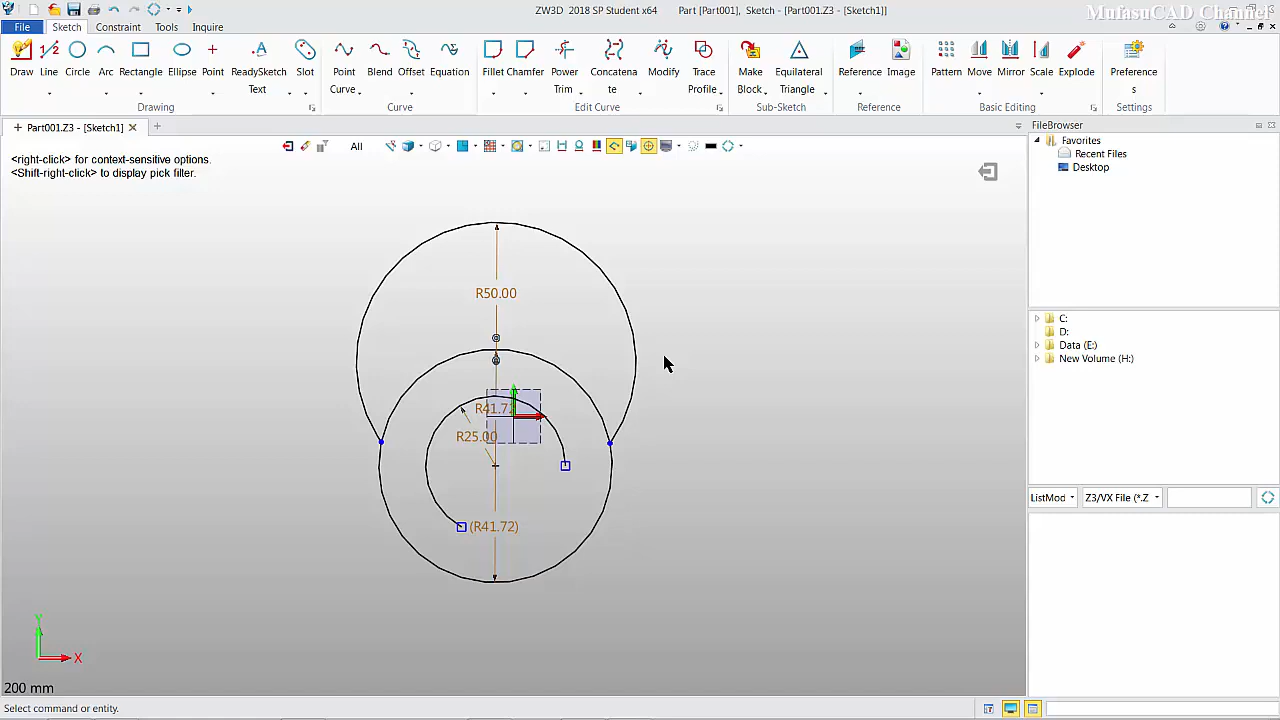 ZW3D 2018 SP Student x64 Part [Part001], Sketch - [Part001.Z3 - [Sketch1]]
MufasuCAD Channel
File Sketch Constraint Tools Inquire
Draw Line Circle Arc Rectangle Ellipse Point ReadySketch Text Slot
Drawing
Point Curve Blend Offset Equation
Curve
Fillet Chamfer Power Trim Concatenate Modify Trace Profile
Edit Curve
Make Block Equilateral Triangle
Sub-Sketch
Reference Image
Reference
Pattern Move Mirror Scale Explode
Basic Editing
Preferences
Settings
Part001.Z3 - [Sketch1]
<right-click> for context-sensitive options.
<Shift-right-click> to display pick filter.
All
R50.00
R41.72
R25.00
(R41.72)
Y
X
200 mm
Select command or entity.
FileBrowser
Favorites
Recent Files
Desktop
C:
D:
Data (E:)
New Volume (H:)
ListMod Z3/VX File (*.Z